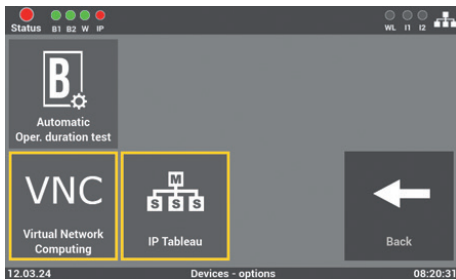 Status B1 B2 W IP
WL I1 I2
B
Automatic
Oper. duration test
VNC
Virtual Network
Computing
M
S S S
IP Tableau
Back
12.03.24 Devices - options 08:20:31